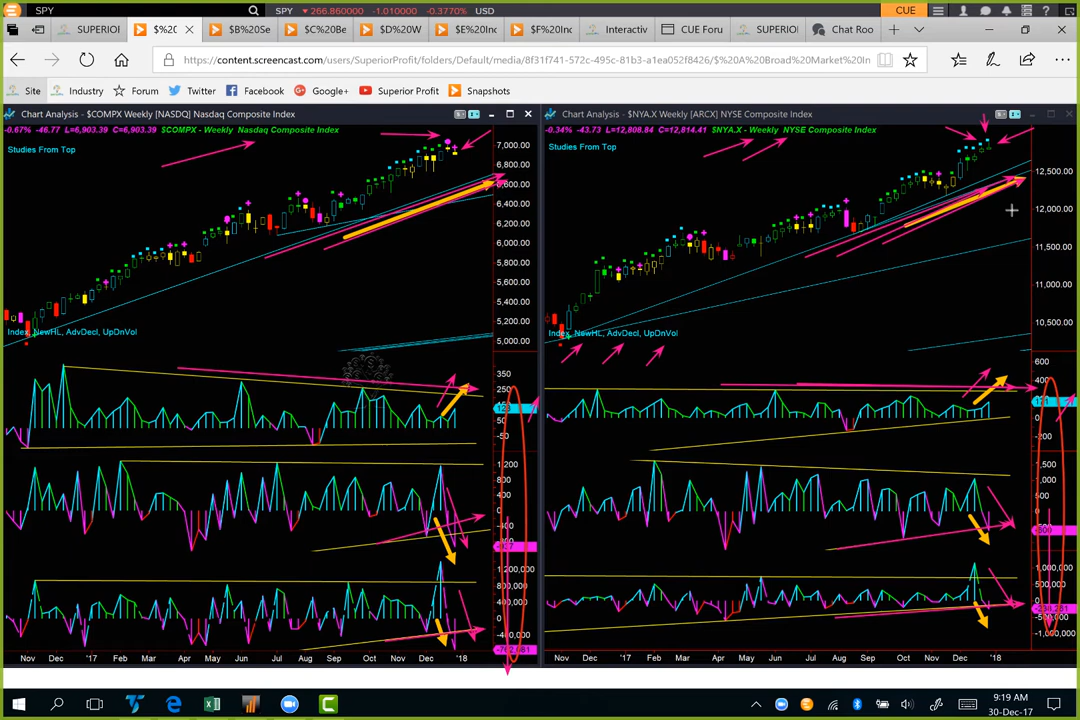 SPY
SPY 266.860000 -1.010000 -0.3770% USD
CUE
SUPERIOI
$%
$B%20Se
$C%20Be
$D%20W
$E%20Inc
$F%20Inc
Interactiv
CUE Foru
SUPERIO
Chat Roo
https://content.screencast.com/users/SuperiorProfit/folders/Default/media/8f31f741-572c-495c-81b3-a1ea052f8426/$%20A%20Broad%20Market%20In
Site
Industry
Forum
Twitter
Facebook
Google+
Superior Profit
Snapshots
Chart Analysis - $COMPX Weekly [NASDQ] Nasdaq Composite Index
-0.67% -46.77 L=6,903.39 C=6,903.39 $COMPX - Weekly Nasdaq Composite Index
Studies From Top
7,000.00
6,800.00
6,600.00
6,400.00
6,200.00
6,000.00
5,800.00
5,600.00
5,400.00
5,200.00
5,000.00
Index, NewHL, AdvDecl, UpDnVol
350
250
-50
1200
800
400
-400
1,200,000
800,000
400,000
-400,000
Nov Dec '17 Feb Mar Apr May Jun Jul Aug Sep Oct Nov Dec '18
Chart Analysis - $NYA.X Weekly [ARCX] NYSE Composite Index
-0.34% -43.73 L=12,808.84 C=12,814.41 $NYA.X - Weekly NYSE Composite Index
Studies From Top
12,500.00
12,000.00
11,500.00
11,000.00
10,500.00
Index, NewHL, AdvDecl, UpDnVol
600
400
0
-200
1,500
1,000
500
0
1,000,000
500,000
-500,000
-1,000,000
Nov Dec '17 Feb Mar Apr May Jun Jul Aug Sep Oct Nov Dec '18
9:19 AM
30-Dec-17